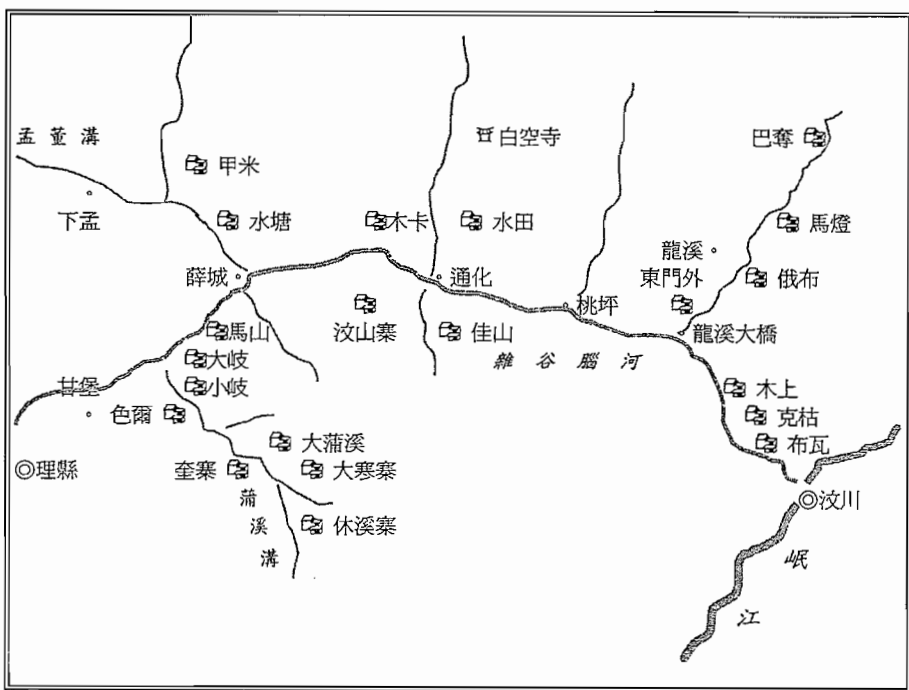 孟董溝
白空寺
巴奪
甲米
下孟
水塘
木卡
水田
馬燈
龍溪
薛城
通化
東門外
俄布
汶山寨
桃坪
馬山
佳山
龍溪大橋
大岐
雜谷腦河
甘堡
小岐
木上
色爾
克枯
大蒲溪
布瓦
理縣
奎寨
大寒寨
蒲溪溝
汶川
休溪寨
岷江